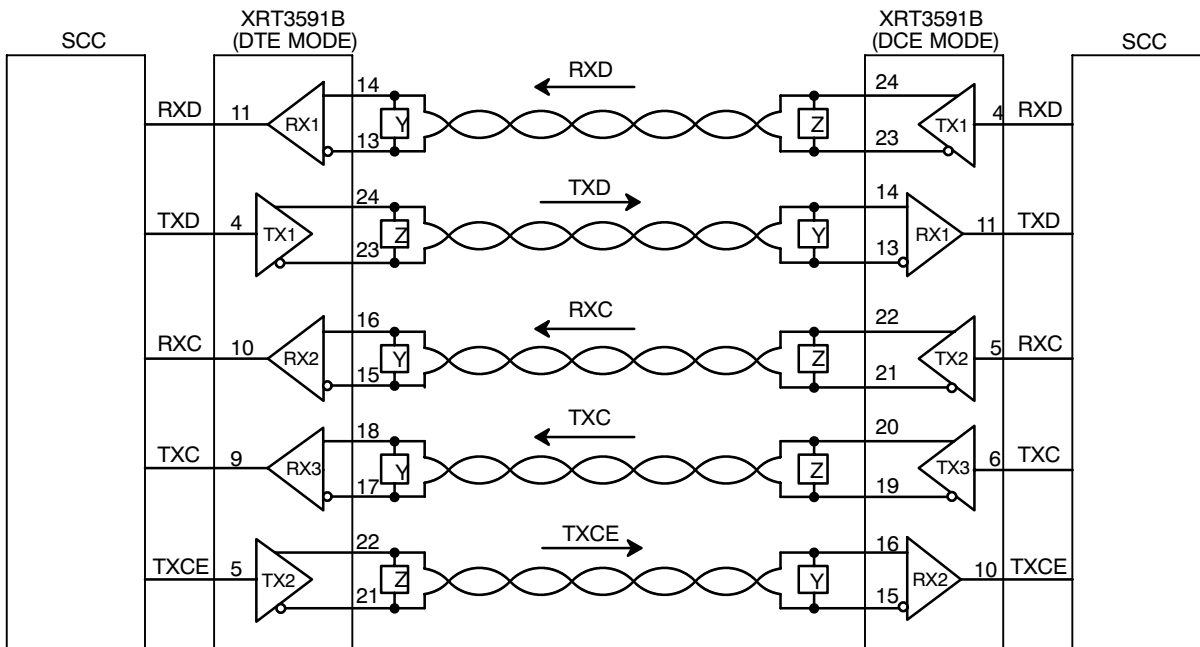 XRT3591B
(DTE MODE)
XRT3591B
(DCE MODE)
SCC
SCC
RXD
14
24
RXD 11 RX1 Y Z TX1 4 RXD
13
23
TXD
24
14
TXD 4 TX1 Z Y RX1 11 TXD
23
13
RXC
16
22
RXC 10 RX2 Y Z TX2 5 RXC
15
21
TXC
18
20
TXC 9 RX3 Y Z TX3 6 TXC
17
19
TXCE
22
16
TXCE 5 TX2 Z Y RX2 10 TXCE
21
15